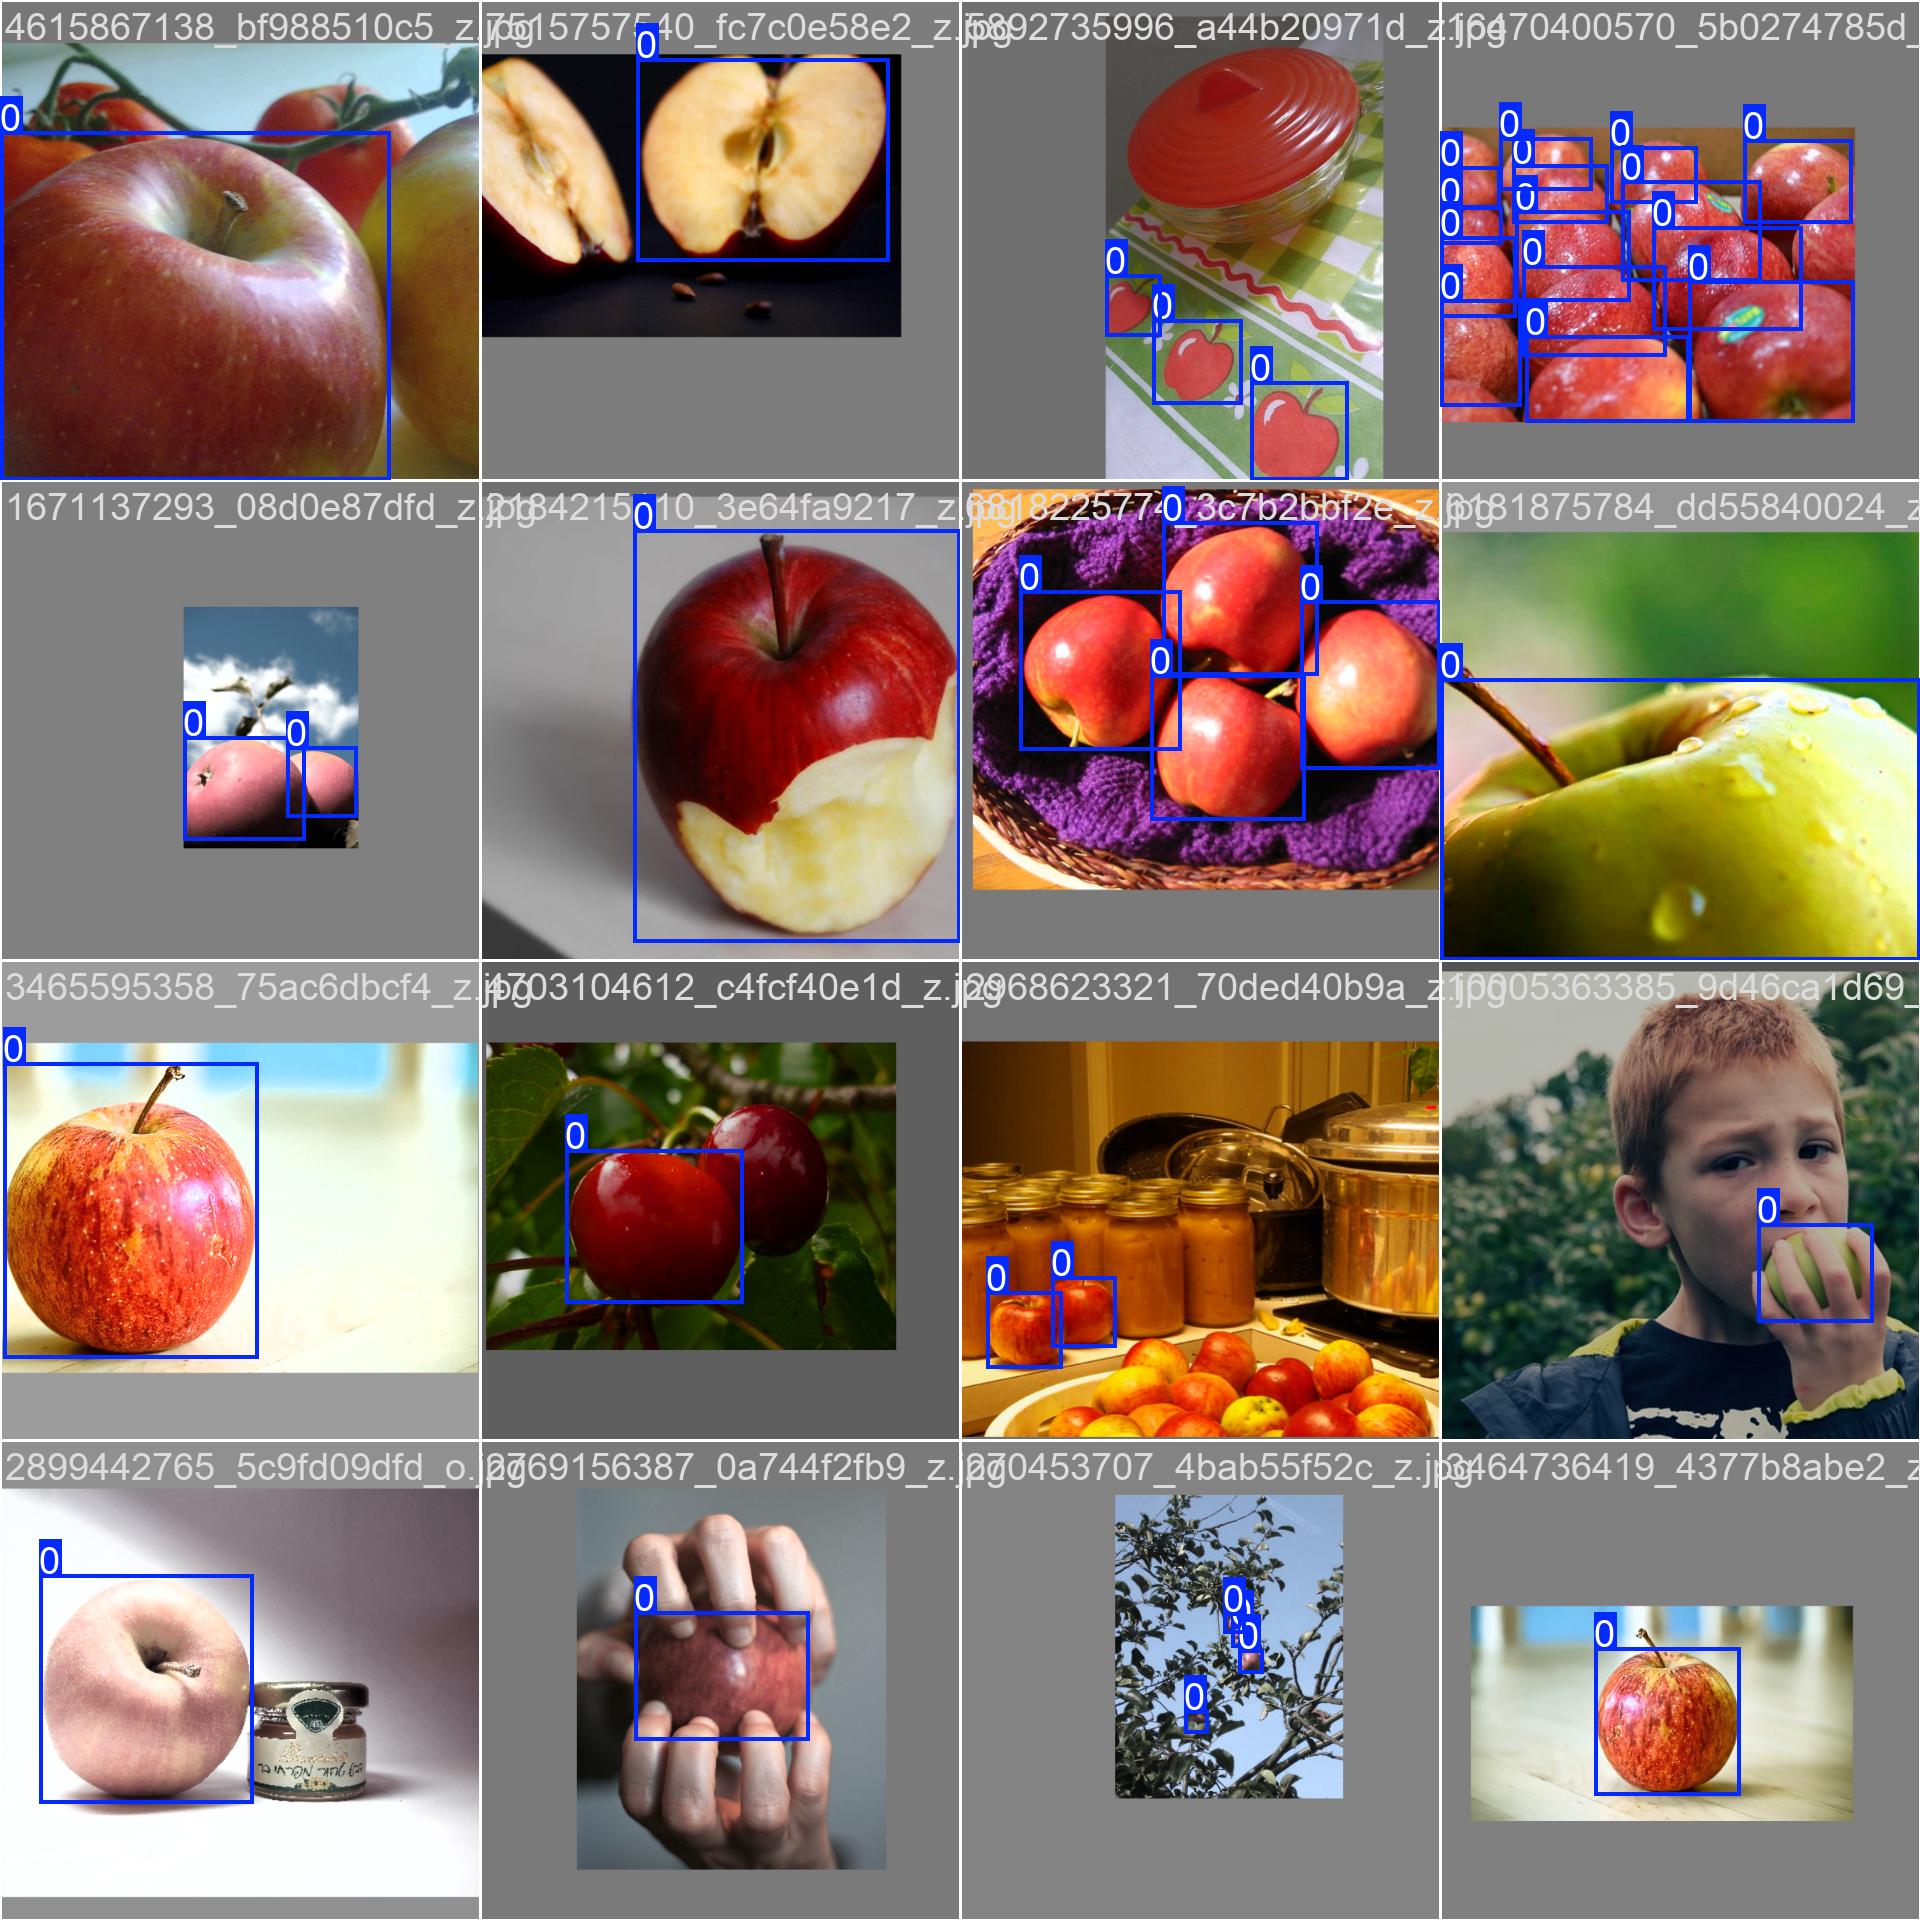 4615867138_bf988510c5_z.jpg
7515757540_fc7c0e58e2_z.jpg
5892735996_a44b20971d_z.jpg
16470400570_5b0274785d_
0
0
0
0 0 0
0 0 0
0 0
0 0
0 0 0
0 0
0
0
1671137293_08d0e87dfd_z.jpg
2184215 10_3e64fa9217_z.jpg
6818225774_3c7b2bbf2e_z.jpg
6181875784_dd55840024_z
0
0 0
0 0
0 0
0
3465595358_75ac6dbcf4_z.jpg
4703104612_c4fcf40e1d_z.jpg
2968623321_70ded40b9a_z.jpg
10005363385_9d46ca1d69_
0
0
0 0
0
2899442765_5c9fd09dfd_o.jpg
2769156387_0a744f2fb9_z.jpg
270453707_4bab55f52c_z.jpg
3464736419_4377b8abe2_z
0
0
0
0
0
0